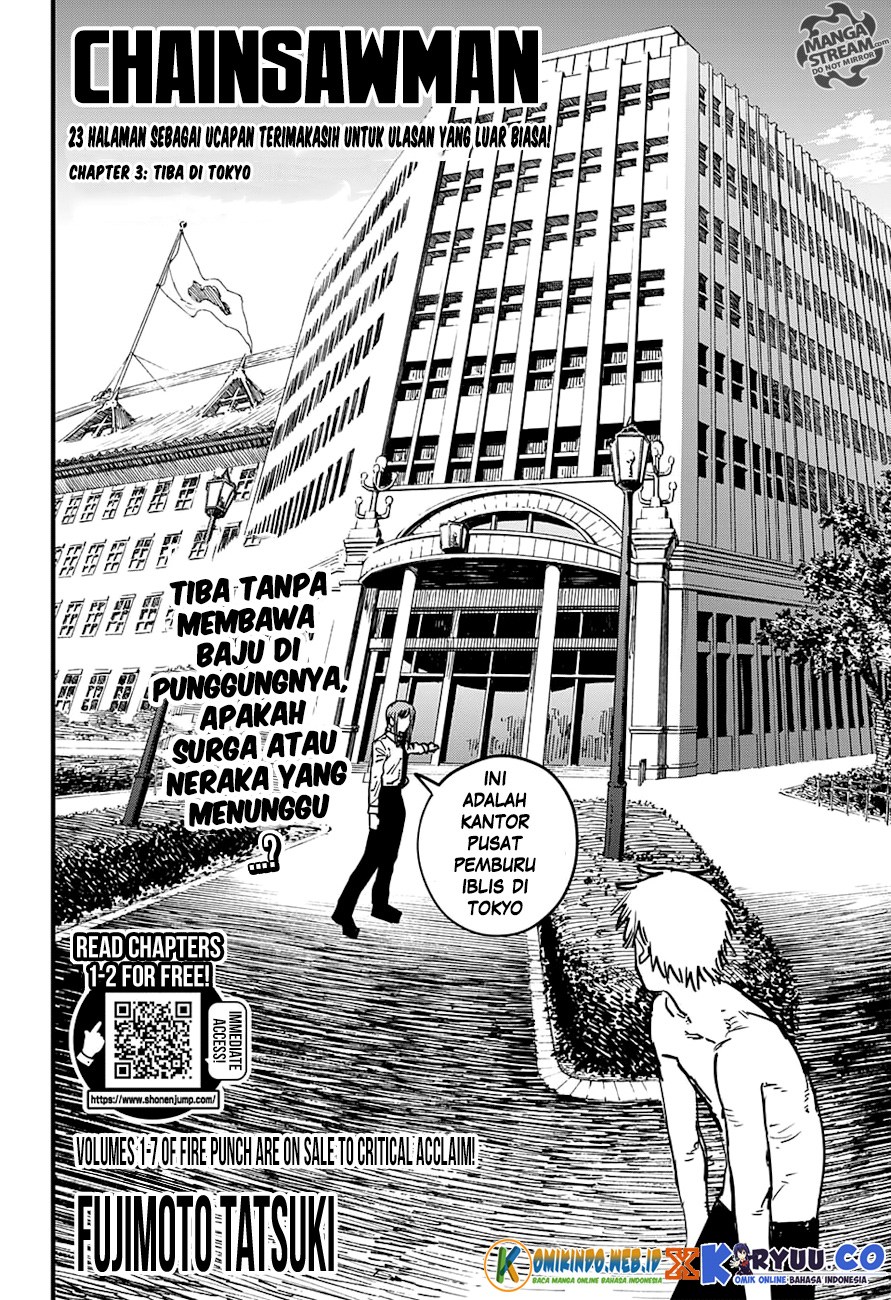 MANGA
STREAM.COM
DO NOT MIRROR
CHAINSAWMAN
23 HALAMAN SEBAGAI UCAPAN TERIMAKASIH UNTUK ULASAN YANG LUAR BIASA!
CHAPTER 3: TIBA DI TOKYO
TIBA TANPA
MEMBAWA
BAJU DI
PUNGGUNGNYA,
APAKAH
SURGA ATAU
NERAKA YANG
MENUNGGU
...?
INI
ADALAH
KANTOR
PUSAT
PEMBURU
IBLIS DI
TOKYO
READ CHAPTERS
1-2 FOR FREE!
IMMEDIATE
ACCESS!
https://www.shonenjump.com/
VOLUMES 1-7 OF FIRE PUNCH ARE ON SALE TO CRITICAL ACCLAIM!
FUJIMOTO TATSUKI
KOMIKINDO.WEB.ID X KIRYUU.CO
BACA MANGA ONLINE BAHASA INDONESIA
OMIK ONLINE BAHASA INDONESIA